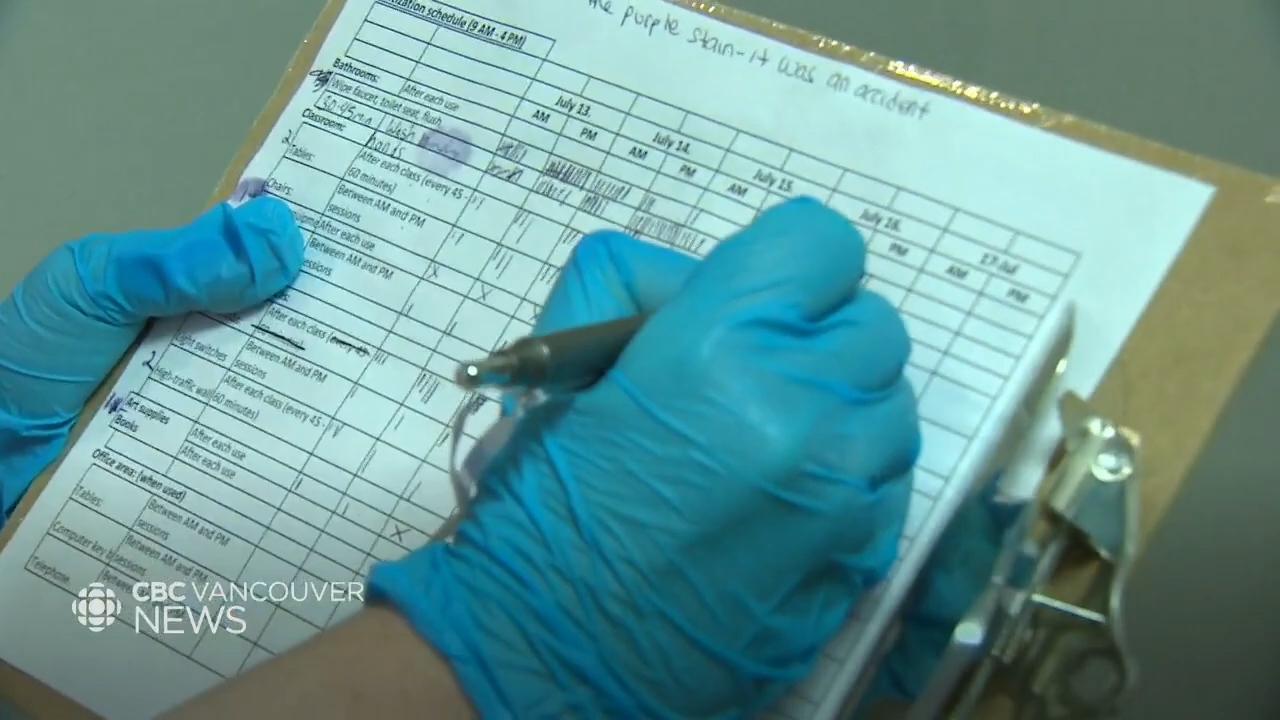 the purple stain - it was an accident
ization schedule (9 AM - 4 PM)
July 13.
July 14.
July 15.
July 16.
17-Jul
AM PM AM PM AM PM AM PM
Bathrooms:
After each use
Wipe faucet, toilet seat, flush
30-45min
Wash hands
Classroom:
2
Tables:
After each class (every 45 -
60 minutes)
Chairs:
Between AM and PM
sessions
After each use
Between AM and PM
sessions
After each class (every 45
Light switches
Between AM and PM
sessions
2
High-traffic wall
After each class (every 45 -
60 minutes)
Art supplies
After each use
Books
After each use
Office area: (when used)
Tables:
Between AM and PM
sessions
Computer key
Between AM and PM
sessions
Telephone
CBC VANCOUVER
NEWS